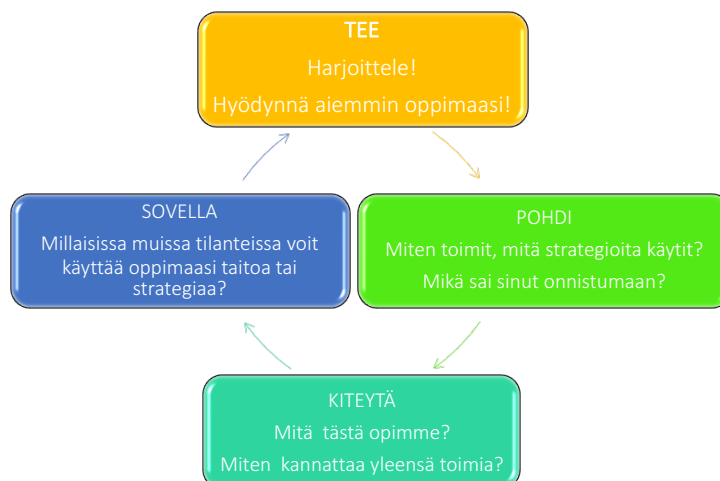 TEE
Harjoittele!
Hyödynnä aiemmin oppimaasi!
POHDI
Miten toimit, mitä strategioita käytit?
Mikä sai sinut onnistumaan?
KITEYTÄ
Mitä tästä opimme?
Miten kannattaa yleensä toimia?
SOVELLA
Millaisissa muissa tilanteissa voit
käyttää oppimaasi taitoa tai
strategiaa?